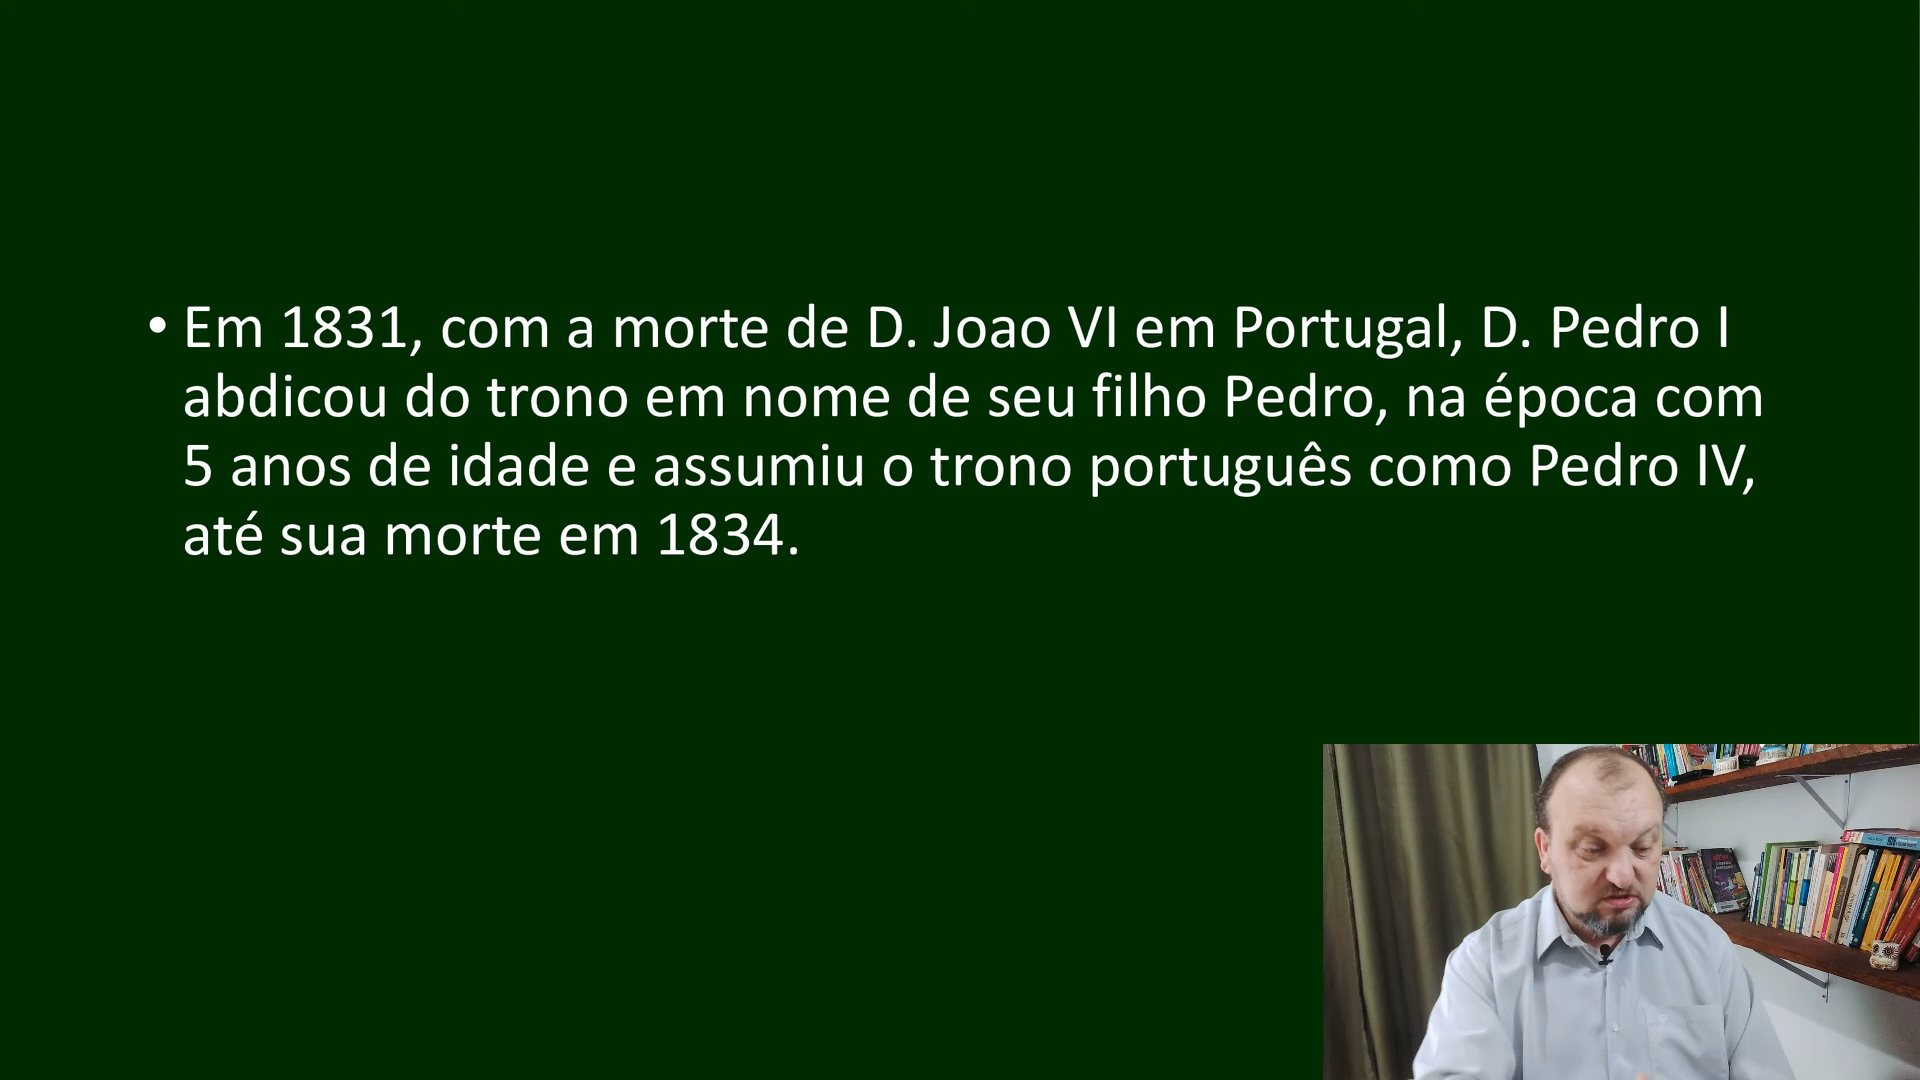 • Em 1831, com a morte de D. Joao VI em Portugal, D. Pedro I
abdicou do trono em nome de seu filho Pedro, na época com
5 anos de idade e assumiu o trono português como Pedro IV,
até sua morte em 1834.